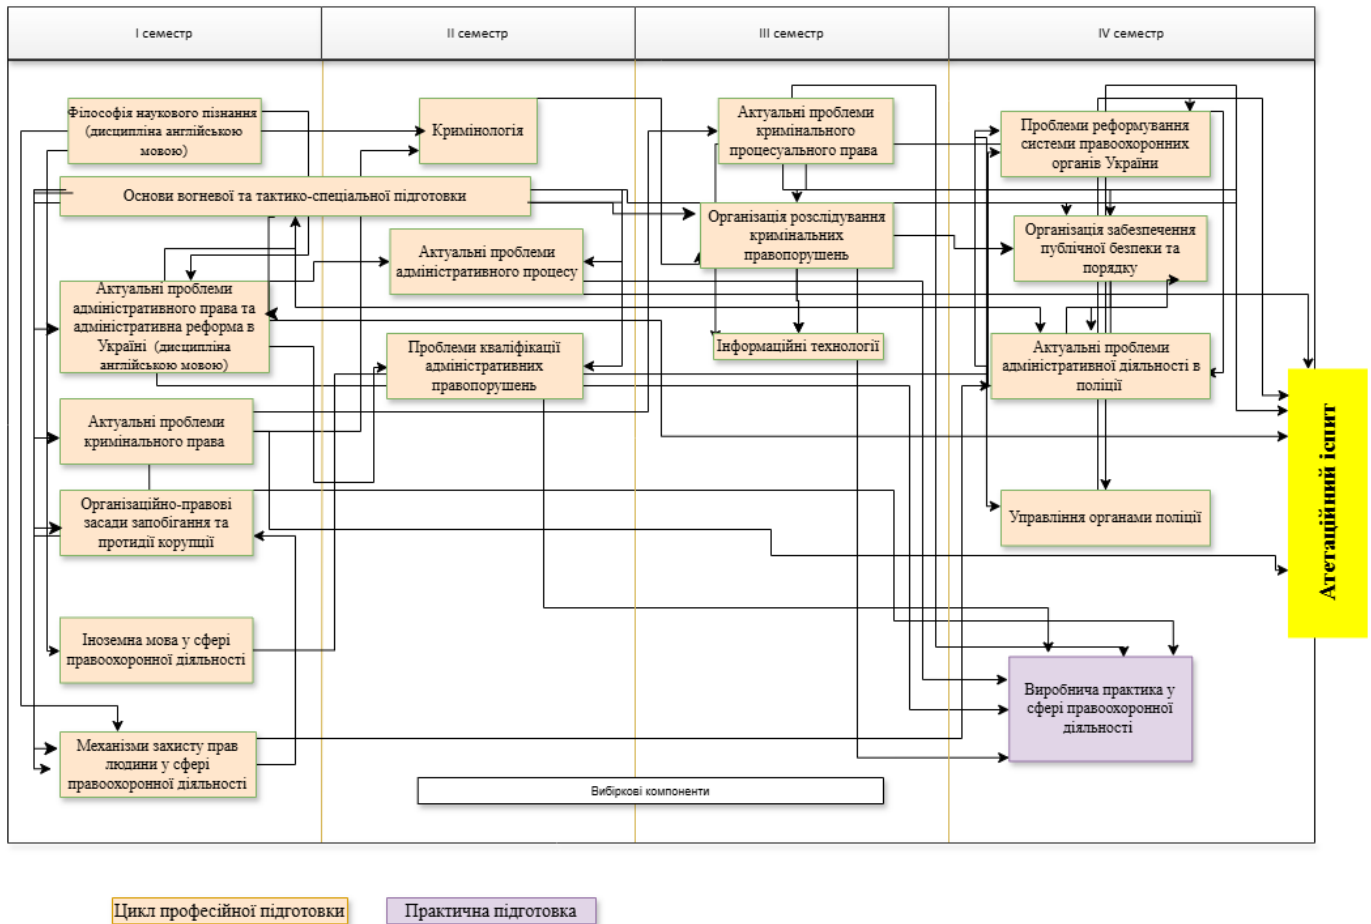 I семестр
II семестр
III семестр
IV семестр
Філософія наукового пізнання
(дисципліна англійською
мовою)
Основи вогневої та тактико-спеціальної підготовки
Актуальні проблеми
адміністративного права та
адміністративна реформа в
Україні (дисципліна
англійською мовою)
Актуальні проблеми
кримінального права
Організаційно-правові
засади запобігання та
протидії корупції
Іноземна мова у сфері
правоохоронної діяльності
Механізми захисту прав
людини у сфері
правоохоронної діяльності
Кримінологія
Актуальні проблеми
адміністративного процесу
Проблеми кваліфікації
адміністративних
правопорушень
Актуальні проблеми
кримінального
процесуального права
Організація розслідування
кримінальних
правопорушень
Інформаційні технології
Проблеми реформування
системи правоохоронних
органів України
Організація забезпечення
публічної безпеки та
порядку
Актуальні проблеми
адміністративної діяльності в
поліції
Управління органами поліції
Виробнича практика у
сфері правоохоронної
діяльності
Вибіркові компоненти
Атетаційний іспит
Цикл професійної підготовки
Практична підготовка